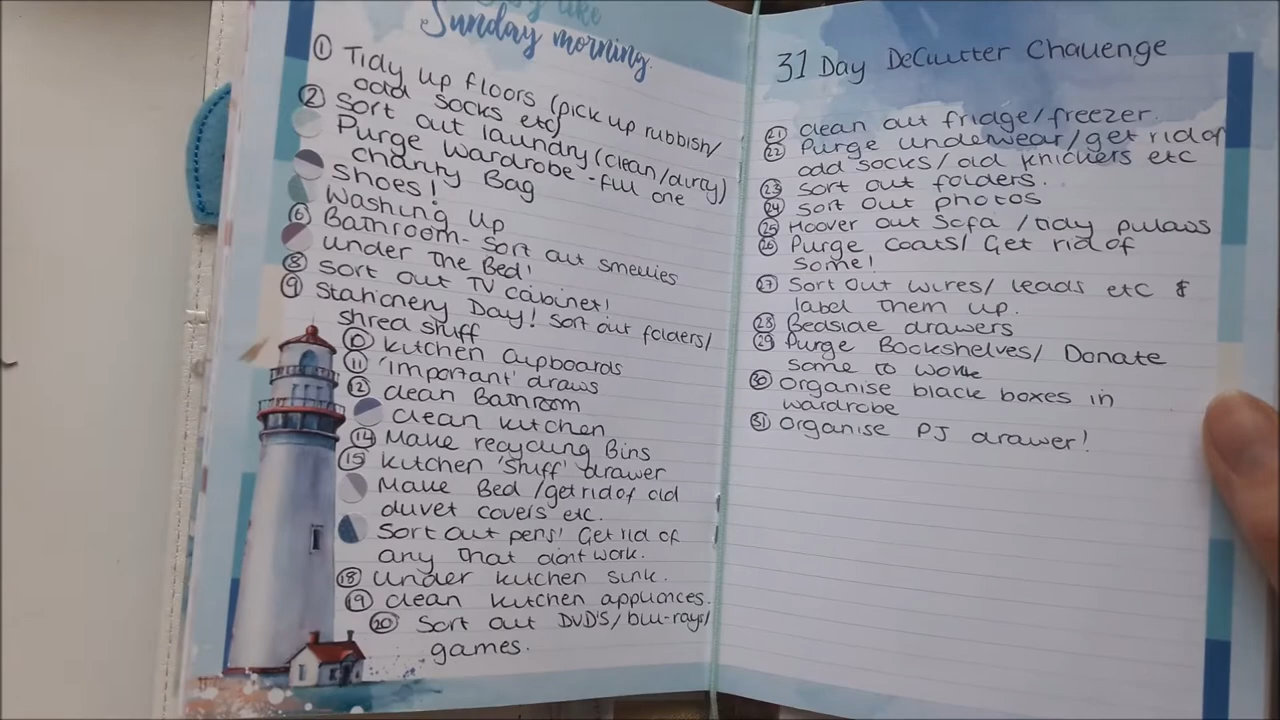 like
Sunday morning.
① Tidy up floors (pick up rubbish/
odd socks etc)
② Sort out laundry (clean/dirty)
Purge Wardrobe - fill one
charity Bag
Shoes!
Washing up
⑥ Bathroom - Sort out smellies
under The Bed!
⑧ Sort out TV cabinet!
⑨ Stationery Day! Sort out folders/
shred stuff
⑩ kitchen cupboards
⑪ 'important' draws
⑫ clean Bathroom
clean kitchen
⑭ Make recycling Bins
⑮ kitchen 'stuff' drawer
Make Bed / get rid of old
duvet covers etc.
Sort out pens! Get rid of
any That don't work.
⑱ under kitchen sink.
⑲ clean kitchen appliances.
⑳ Sort out DVD'S/blu-rays/
games.
31 Day DeClutter Challenge
㉑ clean out fridge/freezer.
㉒ Purge underwear/get rid of
odd socks/old knickers etc
㉓ Sort out folders.
㉔ Sort out photos
㉕ Hoover out Sofa / tidy pillows
㉖ Purge coats/ Get rid of
some!
㉗ Sort Out wires/ leads etc &
label Them up.
㉘ Bedside drawers
㉙ Purge Bookshelves/ Donate
some to work
㉚ Organise black boxes in
wardrobe
㉛ Organise PJ drawer!